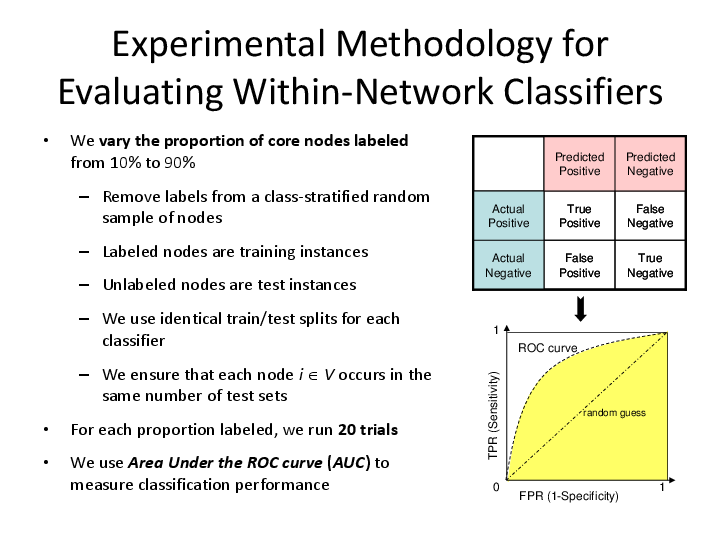 Experimental Methodology for
Evaluating Within-Network Classifiers
• We vary the proportion of core nodes labeled
from 10% to 90%
– Remove labels from a class-stratified random
sample of nodes
– Labeled nodes are training instances
– Unlabeled nodes are test instances
– We use identical train/test splits for each
classifier
– We ensure that each node i ∈ V occurs in the
same number of test sets
• For each proportion labeled, we run 20 trials
• We use Area Under the ROC curve (AUC) to
measure classification performance
Predicted
Positive
Predicted
Negative
Actual
Positive
True
Positive
False
Negative
Actual
Negative
False
Positive
True
Negative
1
ROC curve
random guess
TPR (Sensitivity)
0
FPR (1-Specificity)
1